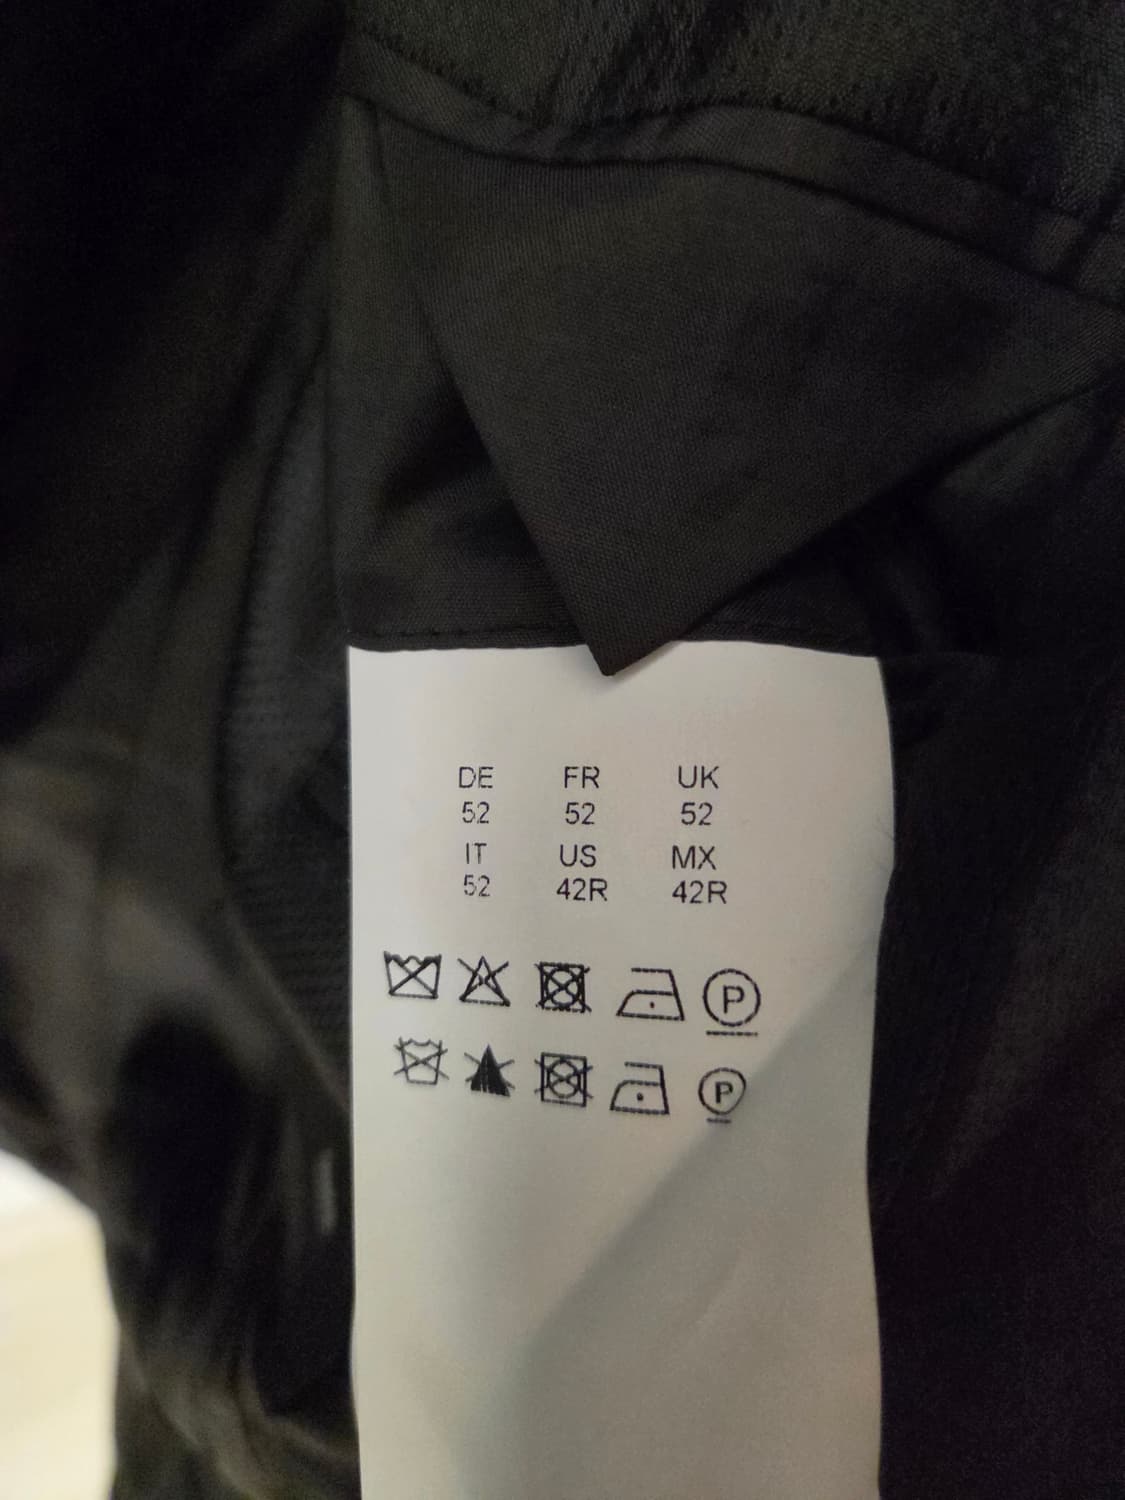 DE FR UK
52 52 52
IT US MX
52 42R 42R
P
P